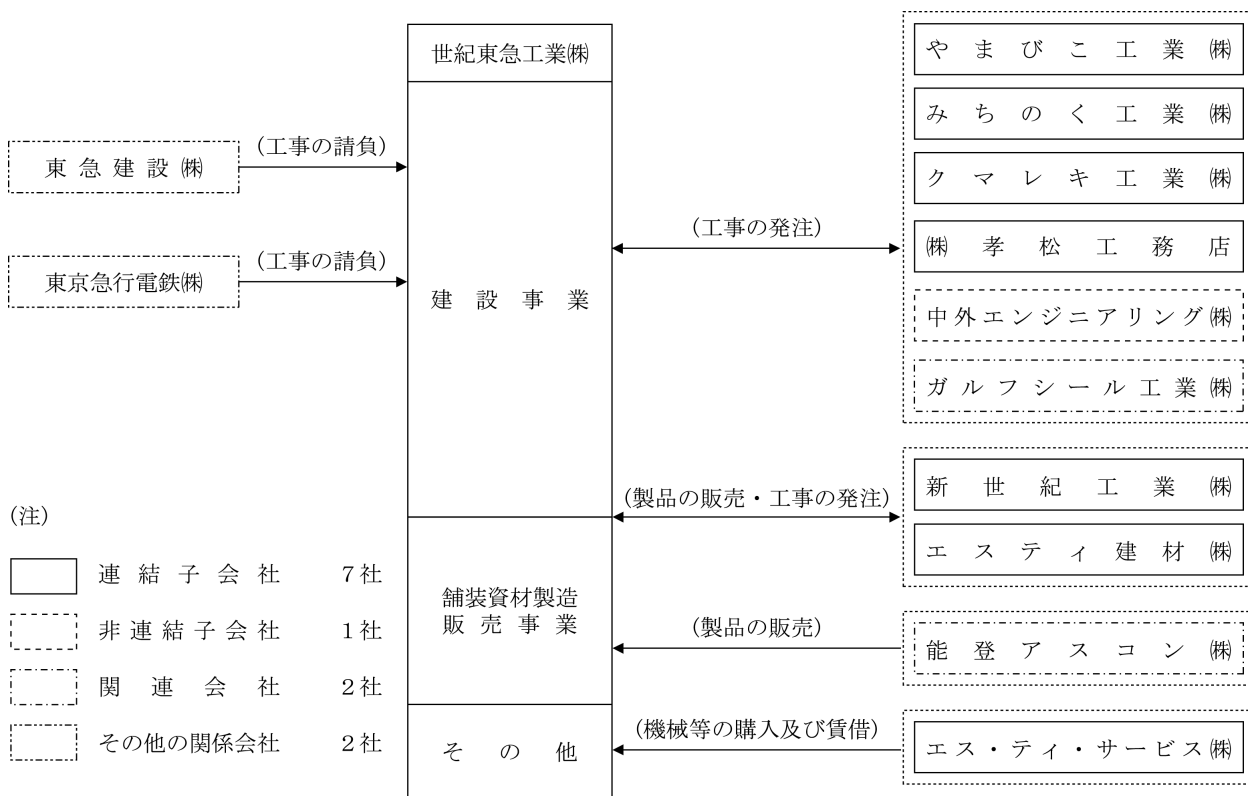 世紀東急工業㈱
建設事業
舗装資材製造
販売事業
その他
東急建設㈱
(工事の請負)
東京急行電鉄㈱
(工事の請負)
(工事の発注)
やまびこ工業㈱
みちのく工業㈱
クマレキ工業㈱
㈱孝松工務店
中外エンジニアリング㈱
ガルフシール工業㈱
(製品の販売・工事の発注)
新世紀工業㈱
エスティ建材㈱
(製品の販売)
能登アスコン㈱
(機械等の購入及び賃借)
エス・ティ・サービス㈱
(注)
連結子会社 7社
非連結子会社 1社
関連会社 2社
その他の関係会社 2社